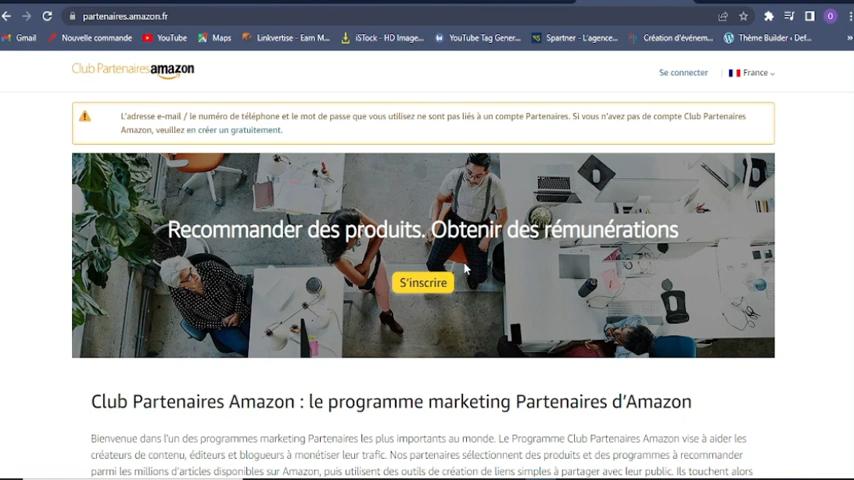 partenaires.amazon.fr
Gmail
Nouvelle commande
YouTube
Maps
Linkvertise - Earn M...
iStock - HD Image...
YouTube Tag Gener...
Spartner - L'agence...
Création d'événem...
Thème Builder ‹ Def...
»
Club Partenaires amazon
Se connecter
France
L'adresse e-mail / le numéro de téléphone et le mot de passe que vous utilisez ne sont pas liés à un compte Partenaires. Si vous n'avez pas de compte Club Partenaires
Amazon, veuillez en créer un gratuitement.
Recommander des produits. Obtenir des rémunérations
S'inscrire
Club Partenaires Amazon : le programme marketing Partenaires d'Amazon
Bienvenue dans l'un des programmes marketing Partenaires les plus importants au monde. Le Programme Club Partenaires Amazon vise à aider les
créateurs de contenu, éditeurs et blogueurs à monétiser leur trafic. Nos partenaires sélectionnent des produits et des programmes à recommander
parmi les millions d'articles disponibles sur Amazon, puis utilisent des outils de création de liens simples à partager avec leur public. Ils touchent alors